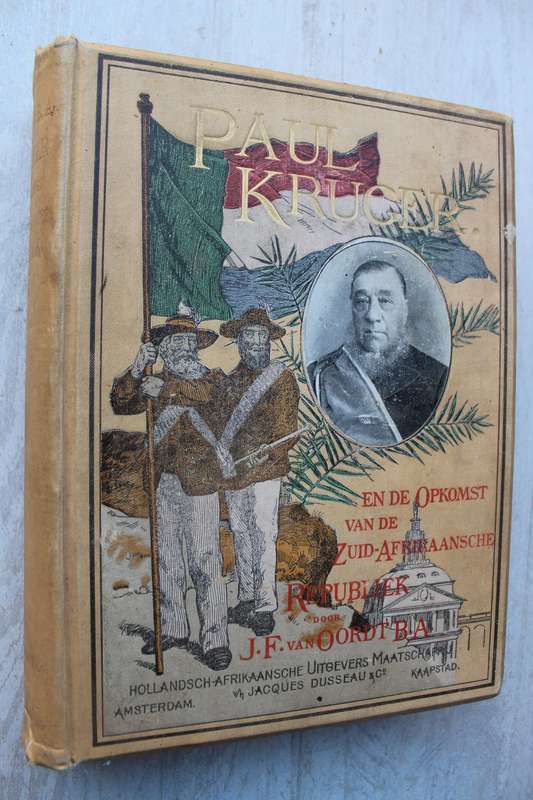 PAUL
KRUGER.
EN DE OPKOMST
VAN DE
ZUID-AFRIKAANSCHE
REPUBLIEK
DOOR
J. F. VAN OORDT B.A.
HOLLANDSCH-AFRIKAANSCHE UITGEVERS MAATSCHAPPIJ
v/h JACQUES DUSSEAU & Co
AMSTERDAM. KAAPSTAD.